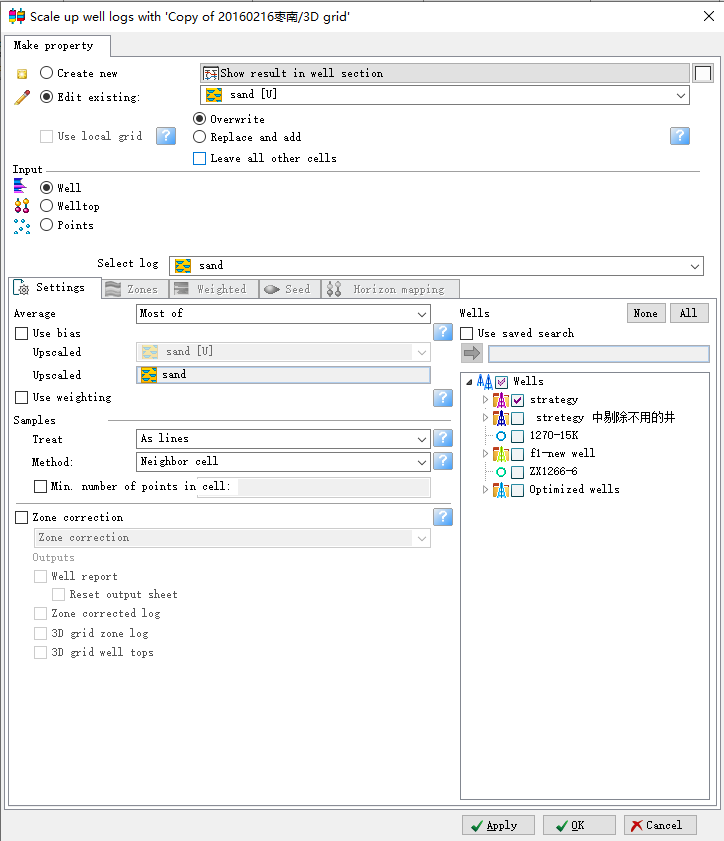 Scale up well logs with 'Copy of 20160216枣南/3D grid'
Make property
Create new
Show result in well section
Edit existing:
sand [U]
Overwrite
Use local grid
?
Replace and add
?
Leave all other cells
Input
Well
Welltop
Points
Select log
sand
Settings
Zones
Weighted
Seed
Horizon mapping
Average
Most of
Wells
None
All
Use bias
?
Use saved search
Upscaled
sand [U]
Upscaled
sand
Wells
Use weighting
?
strategy
Samples
stretegy 中剔除不用的井
Treat
As lines
?
1270-15K
Method:
Neighbor cell
?
f1-new well
ZX1266-6
Min. number of points in cell:
Optimized wells
Zone correction
?
Zone correction
Outputs
Well report
Reset output sheet
Zone corrected log
3D grid zone log
3D grid well tops
Apply
OK
Cancel